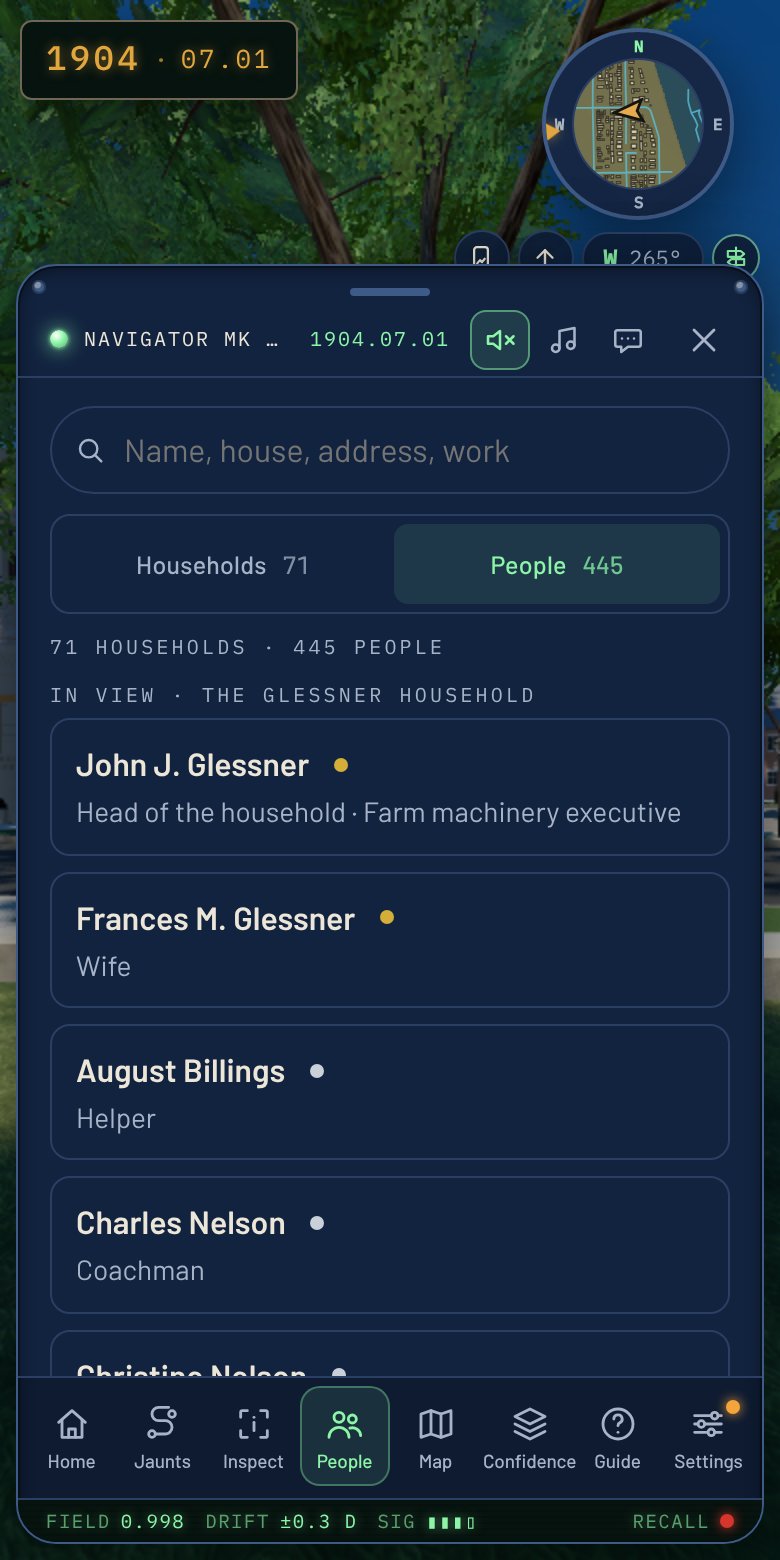 1904 · 07.01
N
W
E
S
W 265°
NAVIGATOR MK … 1904.07.01
Name, house, address, work
Households 71 People 445
71 HOUSEHOLDS · 445 PEOPLE
IN VIEW · THE GLESSNER HOUSEHOLD
John J. Glessner
Head of the household · Farm machinery executive
Frances M. Glessner
Wife
August Billings
Helper
Charles Nelson
Coachman
Christine Nelson
Home Jaunts Inspect People Map Confidence Guide Settings
FIELD 0.998 DRIFT ±0.3 D SIG RECALL